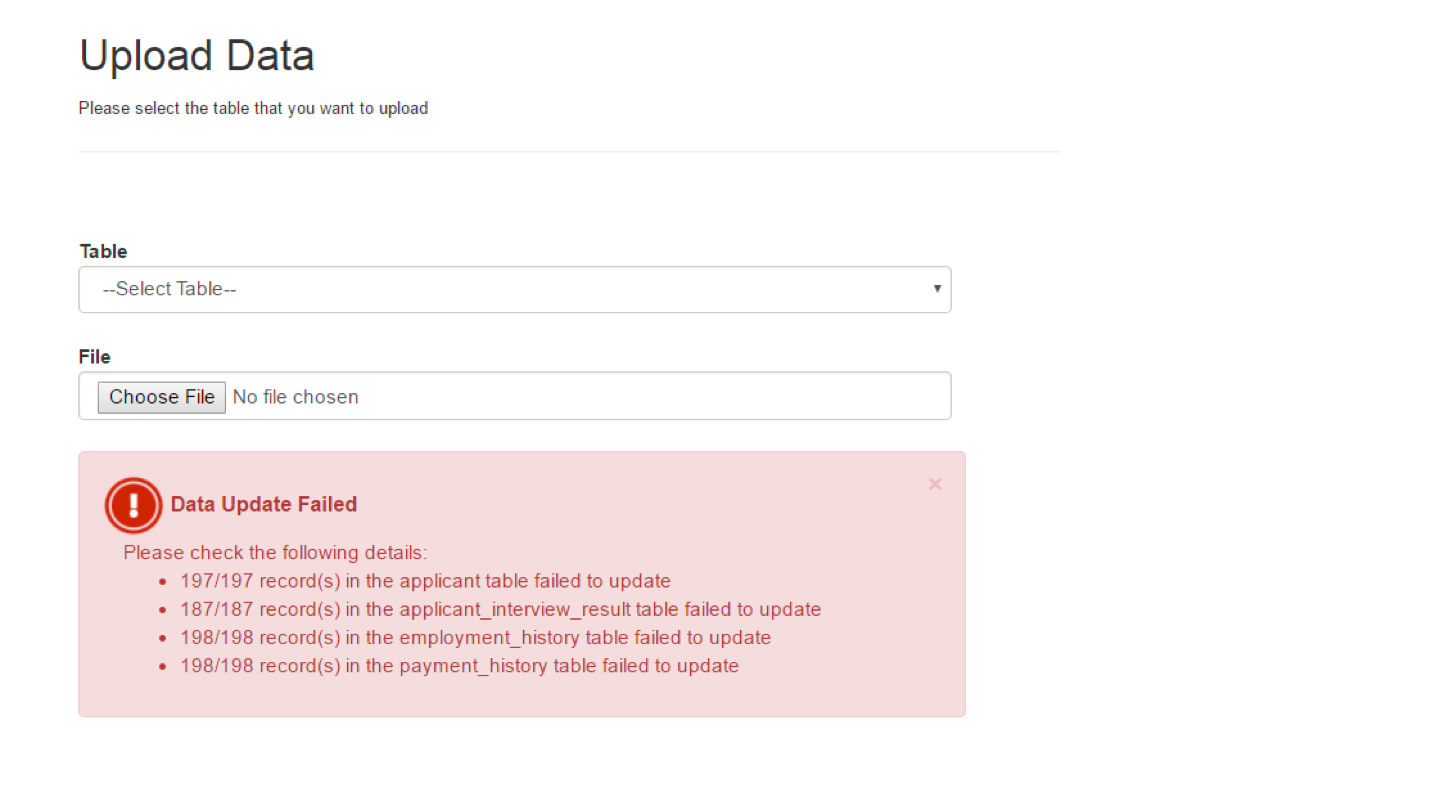 Upload Data
Please select the table that you want to upload
Table
--Select Table--
File
Choose File No file chosen
Data Update Failed
Please check the following details:
197/197 record(s) in the applicant table failed to update
187/187 record(s) in the applicant_interview_result table failed to update
198/198 record(s) in the employment_history table failed to update
198/198 record(s) in the payment_history table failed to update